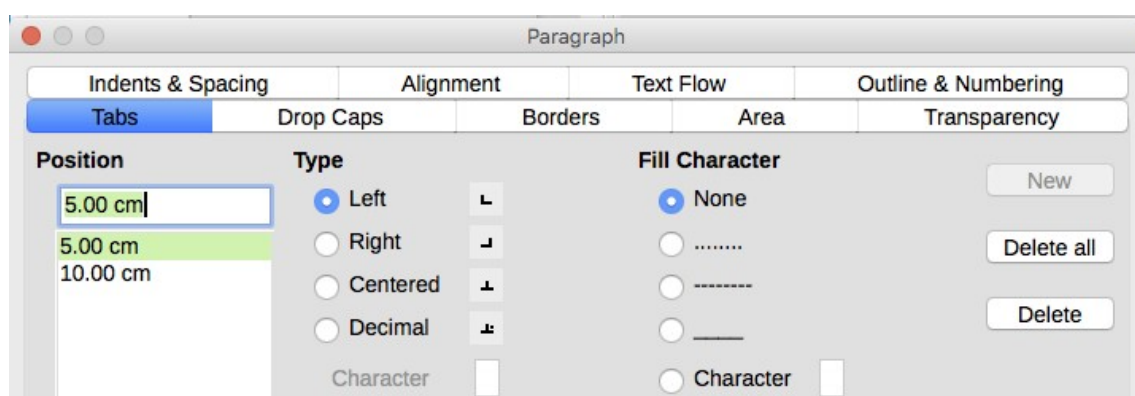 Paragraph
Indents & Spacing Alignment Text Flow Outline & Numbering
Tabs Drop Caps Borders Area Transparency
Position Type Fill Character
5.00 cm Left None New
5.00 cm Right ........ Delete all
10.00 cm Centered --------
Decimal ____ Delete
Character Character